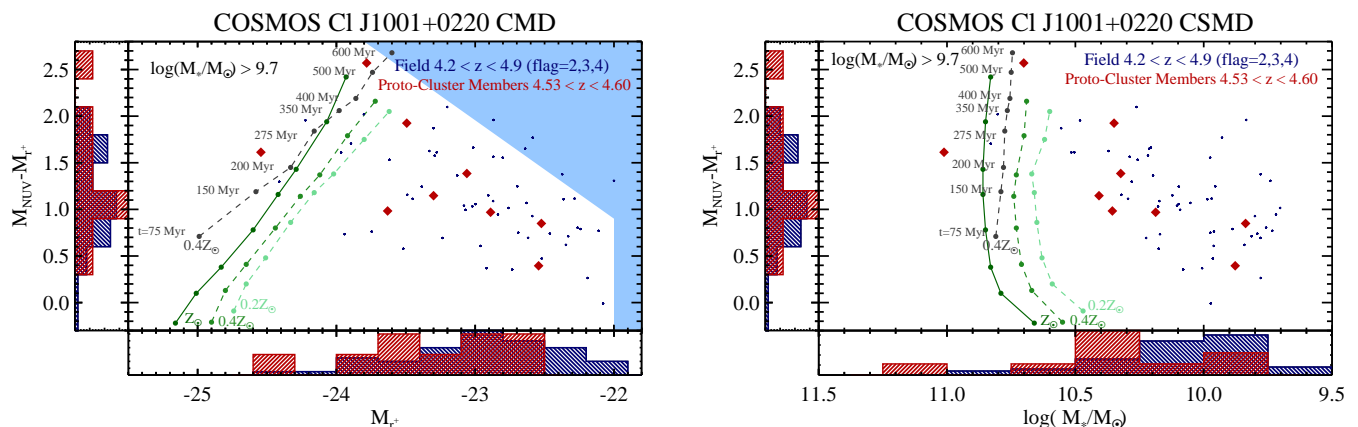 COSMOS Cl J1001+0220 CMD
log(M*/M☉) > 9.7
Field 4.2 < z < 4.9 (flag=2,3,4)
Proto-Cluster Members 4.53 < z < 4.60
600 Myr
500 Myr
400 Myr
350 Myr
275 Myr
200 Myr
150 Myr
t=75 Myr
0.4Z☉
Z☉
0.4Z☉
0.2Z☉
2.5
2.0
1.5
1.0
0.5
0.0
M_NUV-M_r+
-25
-24
-23
-22
M_r+
COSMOS Cl J1001+0220 CSMD
log(M*/M☉) > 9.7
Field 4.2 < z < 4.9 (flag=2,3,4)
Proto-Cluster Members 4.53 < z < 4.60
600 Myr
500 Myr
400 Myr
350 Myr
275 Myr
200 Myr
150 Myr
t=75 Myr
0.4Z☉
Z☉
0.4Z☉
0.2Z☉
2.5
2.0
1.5
1.0
0.5
0.0
M_NUV-M_r+
11.5
11.0
10.5
10.0
9.5
log( M*/M☉)